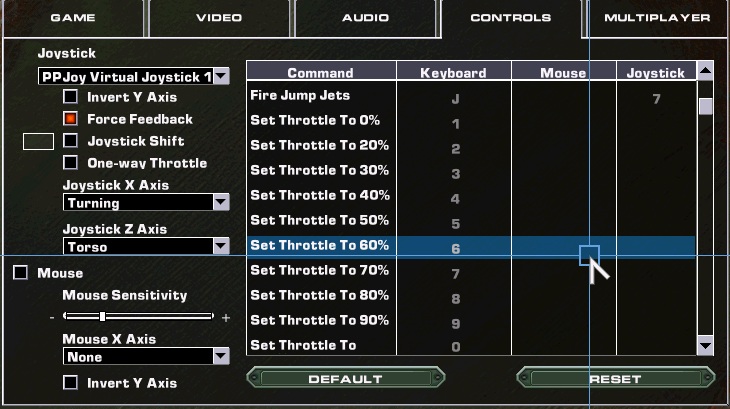 GAME VIDEO AUDIO CONTROLS MULTIPLAYER
Joystick
PPJoy Virtual Joystick 1
Invert Y Axis
Force Feedback
Joystick Shift
One-way Throttle
Joystick X Axis
Turning
Joystick Z Axis
Torso
Mouse
Mouse Sensitivity
- +
Mouse X Axis
None
Invert Y Axis
Command Keyboard Mouse Joystick
Fire Jump Jets J 7
Set Throttle To 0% 1
Set Throttle To 20% 2
Set Throttle To 30% 3
Set Throttle To 40% 4
Set Throttle To 50% 5
Set Throttle To 60% 6
Set Throttle To 70% 7
Set Throttle To 80% 8
Set Throttle To 90% 9
Set Throttle To 0
DEFAULT RESET